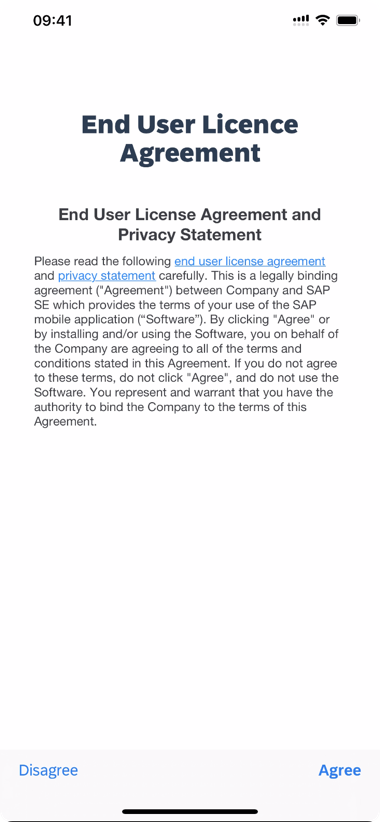 09:41
End User Licence
Agreement
End User License Agreement and
Privacy Statement
Please read the following end user license agreement
and privacy statement carefully. This is a legally binding
agreement ("Agreement") between Company and SAP
SE which provides the terms of your use of the SAP
mobile application (“Software”). By clicking "Agree" or
by installing and/or using the Software, you on behalf of
the Company are agreeing to all of the terms and
conditions stated in this Agreement. If you do not agree
to these terms, do not click "Agree", and do not use the
Software. You represent and warrant that you have the
authority to bind the Company to the terms of this
Agreement.
Disagree
Agree